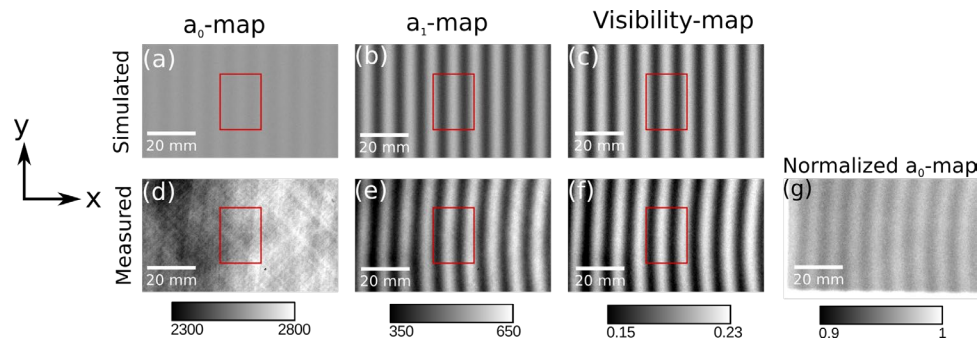 a₀-map
a₁-map
Visibility-map
Simulated
(a)
(b)
(c)
20 mm
20 mm
20 mm
y
x
Measured
(d)
(e)
(f)
Normalized a₀-map
(g)
20 mm
20 mm
20 mm
20 mm
2300
2800
350
650
0.15
0.23
0.9
1